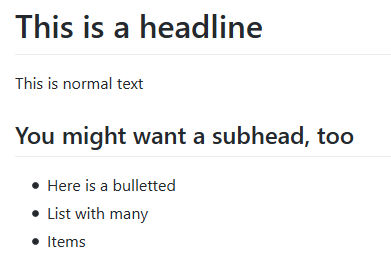 This is a headline
This is normal text
You might want a subhead, too
Here is a bulletted
List with many
Items